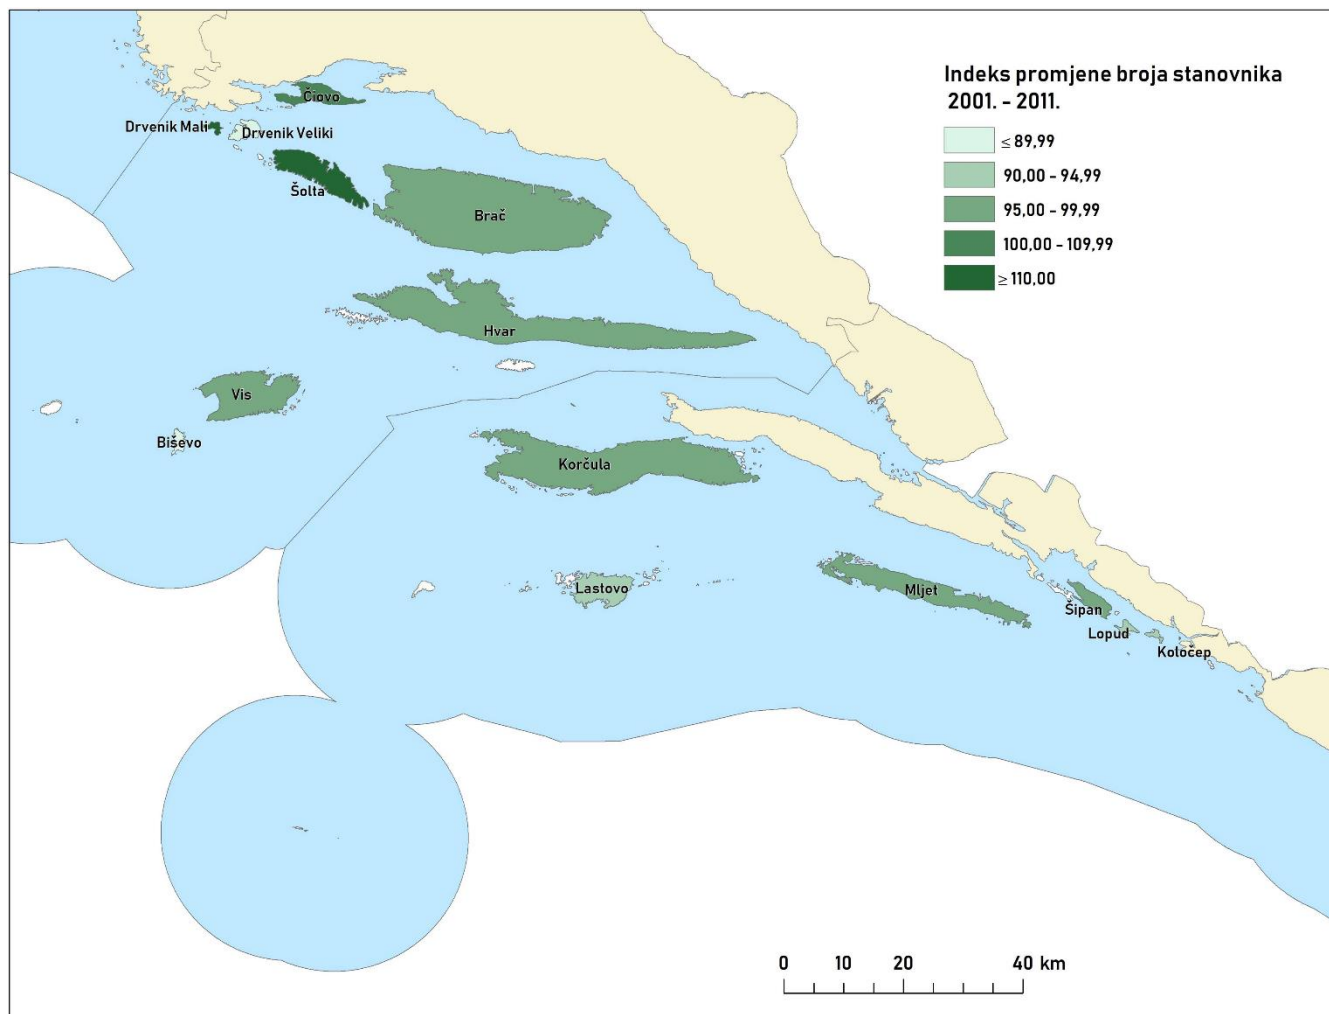 Indeks promjene broja stanovnika
2001. - 2011.
≤ 89,99
90,00 - 94,99
95,00 - 99,99
100,00 - 109,99
≥ 110,00
Čiovo
Drvenik Mali
Drvenik Veliki
Šolta
Brač
Hvar
Vis
Biševo
Korčula
Lastovo
Mljet
Šipan
Lopud
Koločep
0 10 20 40 km